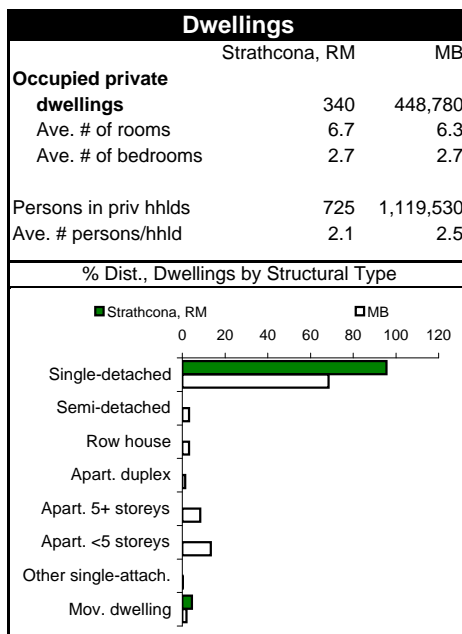 Dwellings
Strathcona, RM MB
Occupied private
dwellings 340 448,780
Ave. # of rooms 6.7 6.3
Ave. # of bedrooms 2.7 2.7
Persons in priv hhlds 725 1,119,530
Ave. # persons/hhld 2.1 2.5
% Dist., Dwellings by Structural Type
Strathcona, RM MB
0 20 40 60 80 100 120
Single-detached
Semi-detached
Row house
Apart. duplex
Apart. 5+ storeys
Apart. <5 storeys
Other single-attach.
Mov. dwelling